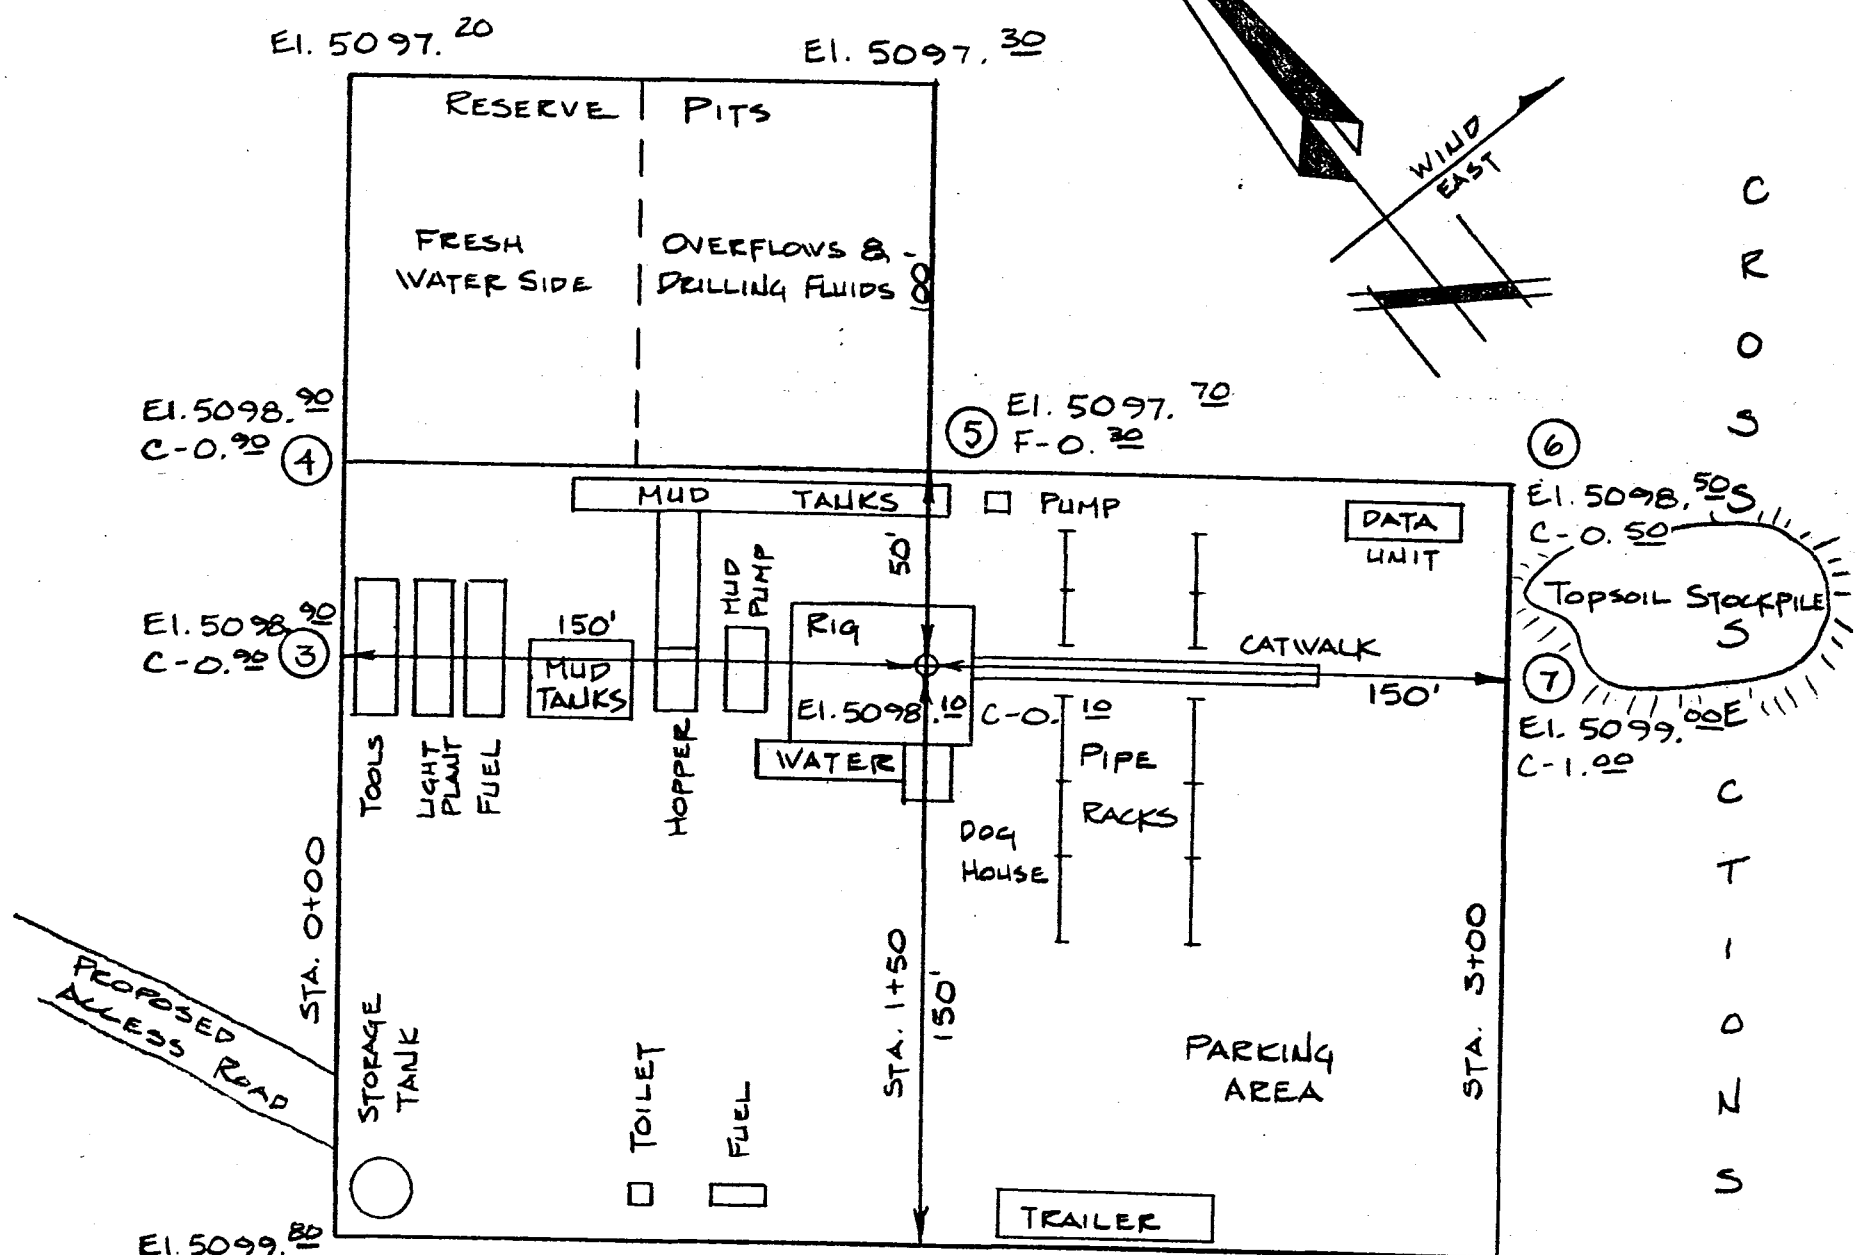 El. 5097.20
El. 5097.30
RESERVE PITS
FRESH
WATER SIDE
OVERFLOWS &
DRILLING FLUIDS
100'
WIND
EAST
El. 5098.90
C-0.90
4
5
El. 5097.70
F-0.30
6
El. 5098.50
C-0.50
MUD TANKS
PUMP
DATA
UNIT
50'
MUD
PUMP
TOPSOIL STOCKPILE
El. 5098.90
C-0.90
3
150'
MUD
TANKS
RIG
CATWALK
150'
7
El. 5099.00
C-1.00
El. 5098.10 C-0.10
WATER
TOOLS
LIGHT
PLANT
FUEL
HOPPER
PIPE
RACKS
DOG
HOUSE
STA. 0+00
STA. 1+50
150'
STA. 3+00
PROPOSED
ACCESS ROAD
STORAGE
TANK
TOILET
FUEL
PARKING
AREA
TRAILER
El. 5099.80
CROSS SECTIONS